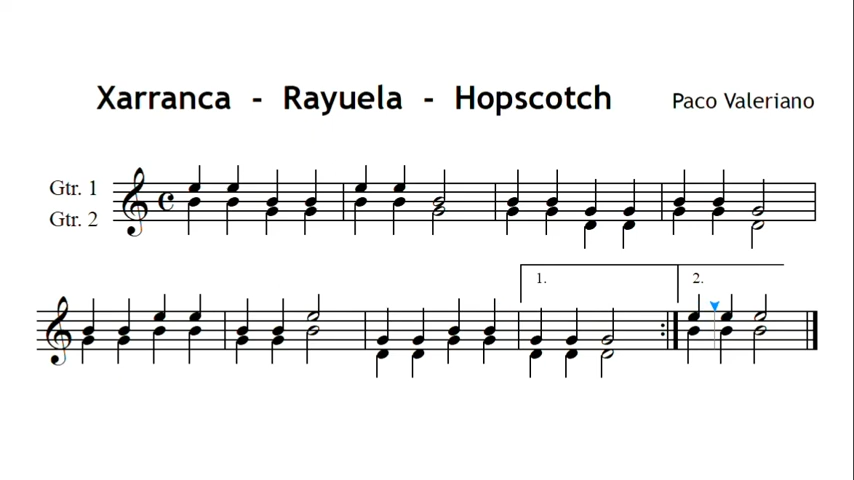 Xarranca - Rayuela - Hopscotch Paco Valeriano
Gtr. 1
Gtr. 2
1. 2.